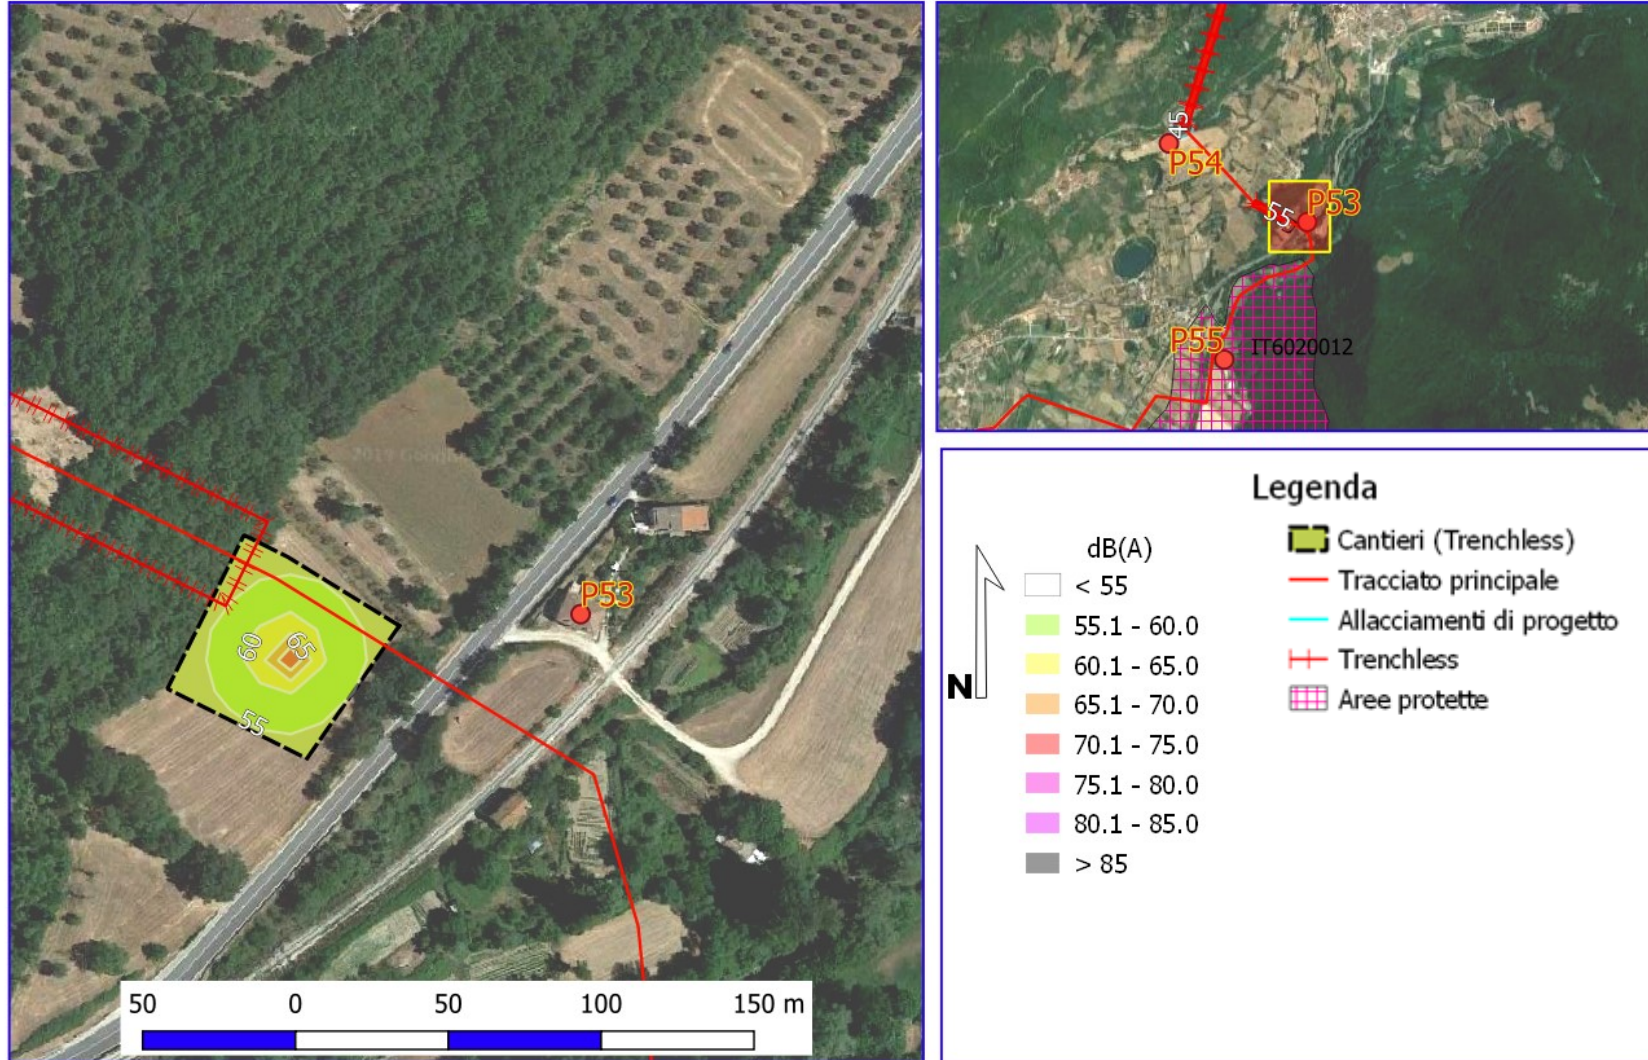 2019 Google
P53
60
65
55
50 0 50 100 150 m
45
P54
55
P53
P55
IT6020012
Legenda
N
dB(A)
< 55
55.1 - 60.0
60.1 - 65.0
65.1 - 70.0
70.1 - 75.0
75.1 - 80.0
80.1 - 85.0
> 85
Cantieri (Trenchless)
Tracciato principale
Allacciamenti di progetto
Trenchless
Aree protette